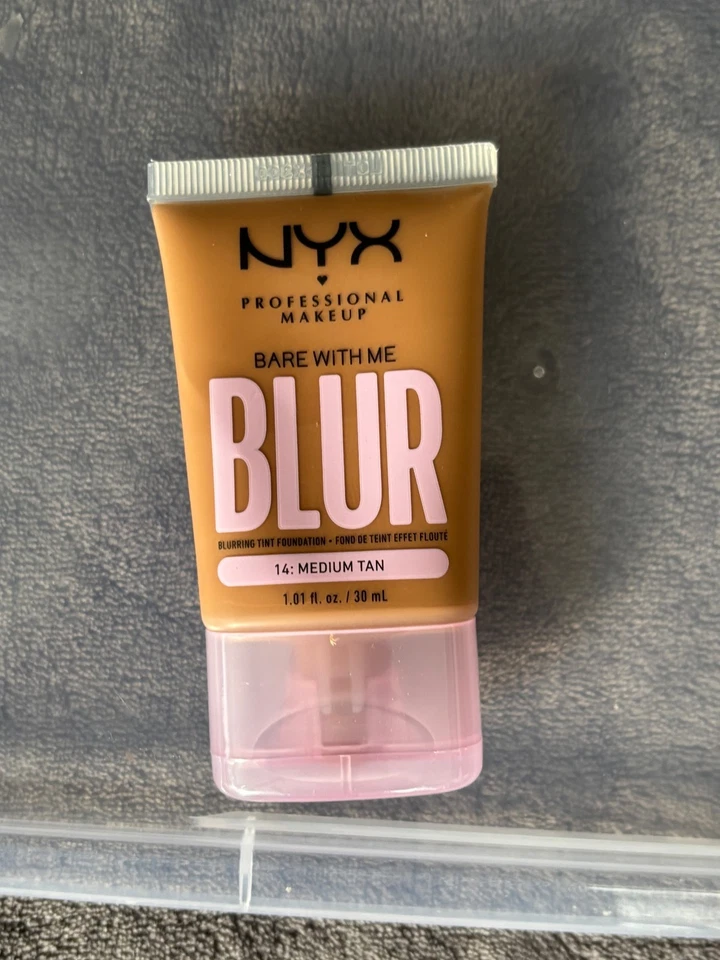 NYX
PROFESSIONAL
MAKEUP
BARE WITH ME
BLUR
BLURRING TINT FOUNDATION • FOND DE TEINT EFFET FLOUTÉ
14: MEDIUM TAN
1.01 fl. oz. / 30 mL